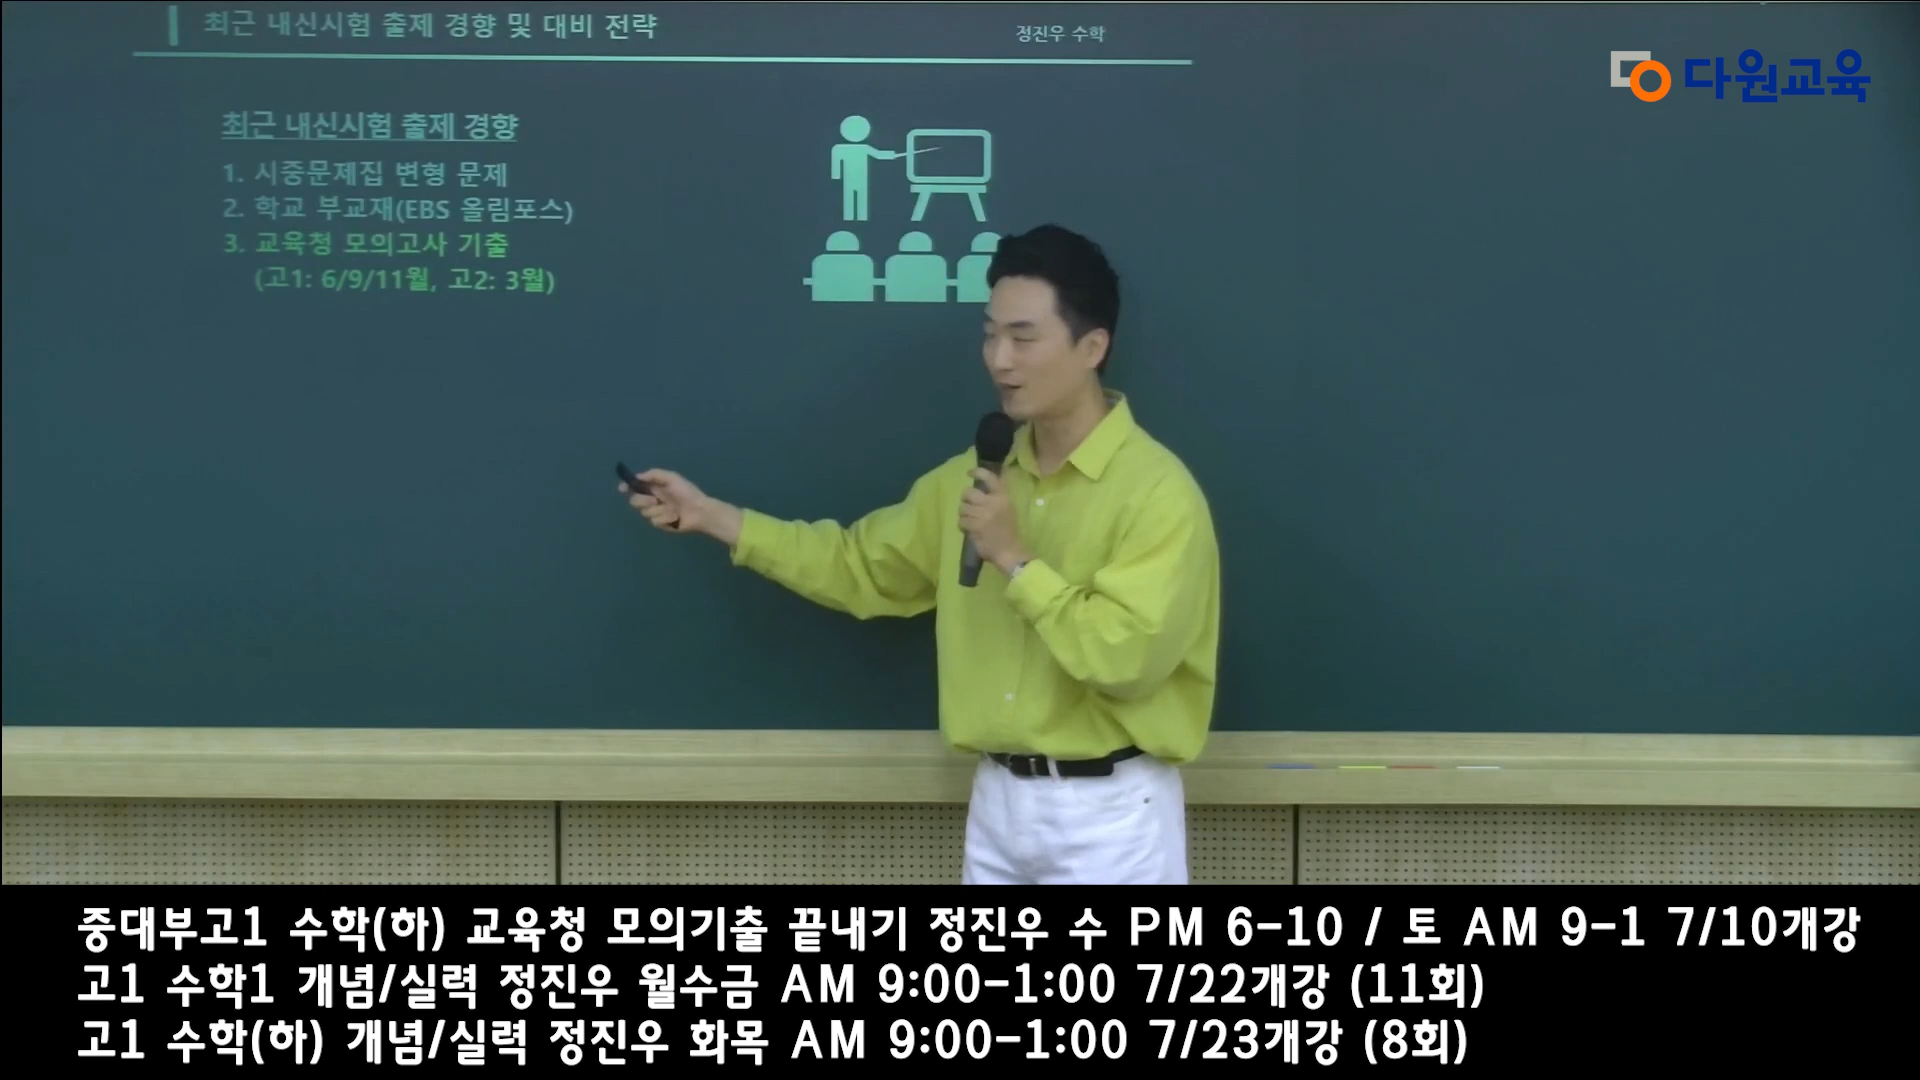 최근 내신시험 출제 경향 및 대비 전략
정진우 수학
다원교육
최근 내신시험 출제 경향
1. 시중문제집 변형 문제
2. 학교 부교재(EBS 올림포스)
3. 교육청 모의고사 기출
(고1: 6/9/11월, 고2: 3월)
중대부고1 수학(하) 교육청 모의기출 끝내기 정진우 수 PM 6-10 / 토 AM 9-1 7/10개강
고1 수학1 개념/실력 정진우 월수금 AM 9:00-1:00 7/22개강 (11회)
고1 수학(하) 개념/실력 정진우 화목 AM 9:00-1:00 7/23개강 (8회)